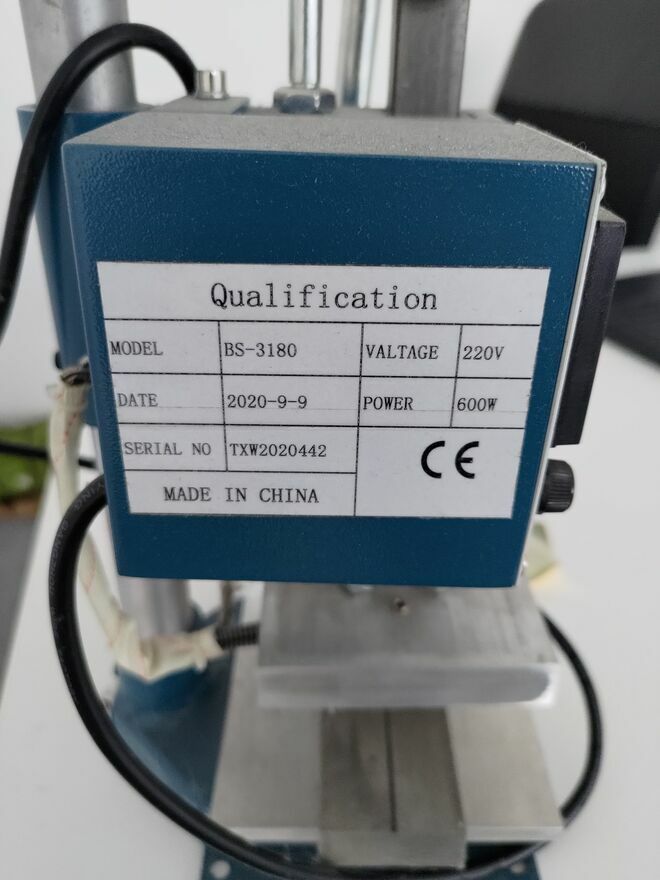 Qualification
MODEL BS-3180 VALTAGE 220V
DATE 2020-9-9 POWER 600W
SERIAL NO TXW2020442 CE
MADE IN CHINA